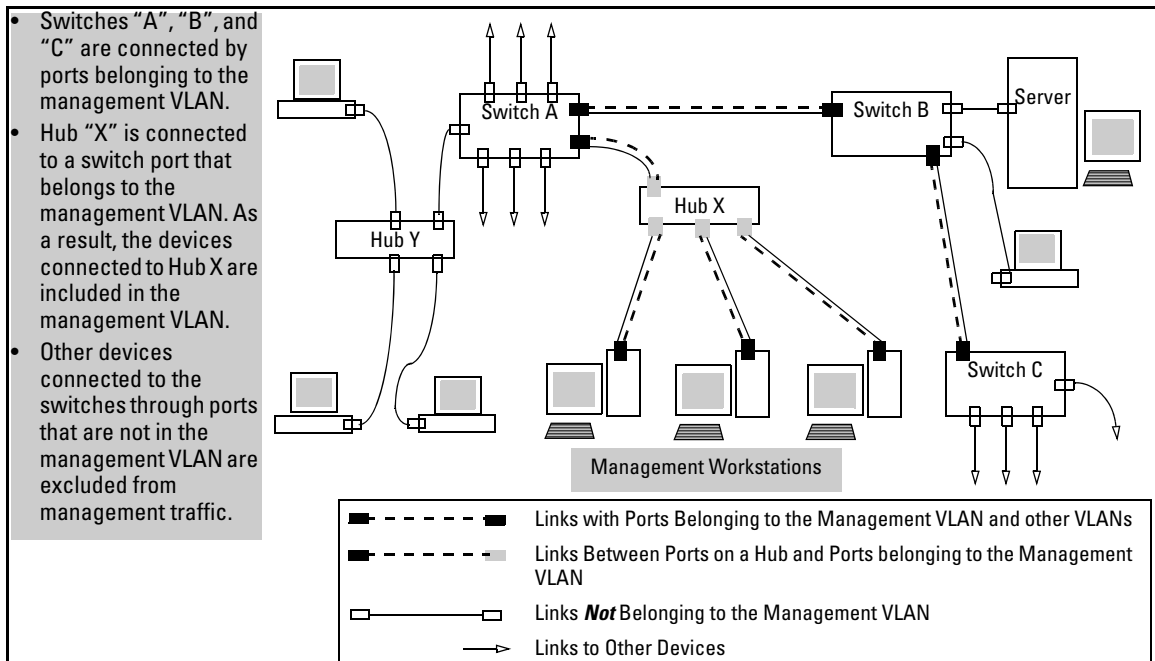 • Switches “A”, “B”, and
“C” are connected by
ports belonging to the
management VLAN.
• Hub “X” is connected
to a switch port that
belongs to the
management VLAN. As
a result, the devices
connected to Hub X are
included in the
management VLAN.
• Other devices
connected to the
switches through ports
that are not in the
management VLAN are
excluded from
management traffic.
Switch A
Switch B
Server
Hub X
Hub Y
Switch C
Management Workstations
Links with Ports Belonging to the Management VLAN and other VLANs
Links Between Ports on a Hub and Ports belonging to the Management
VLAN
Links Not Belonging to the Management VLAN
Links to Other Devices